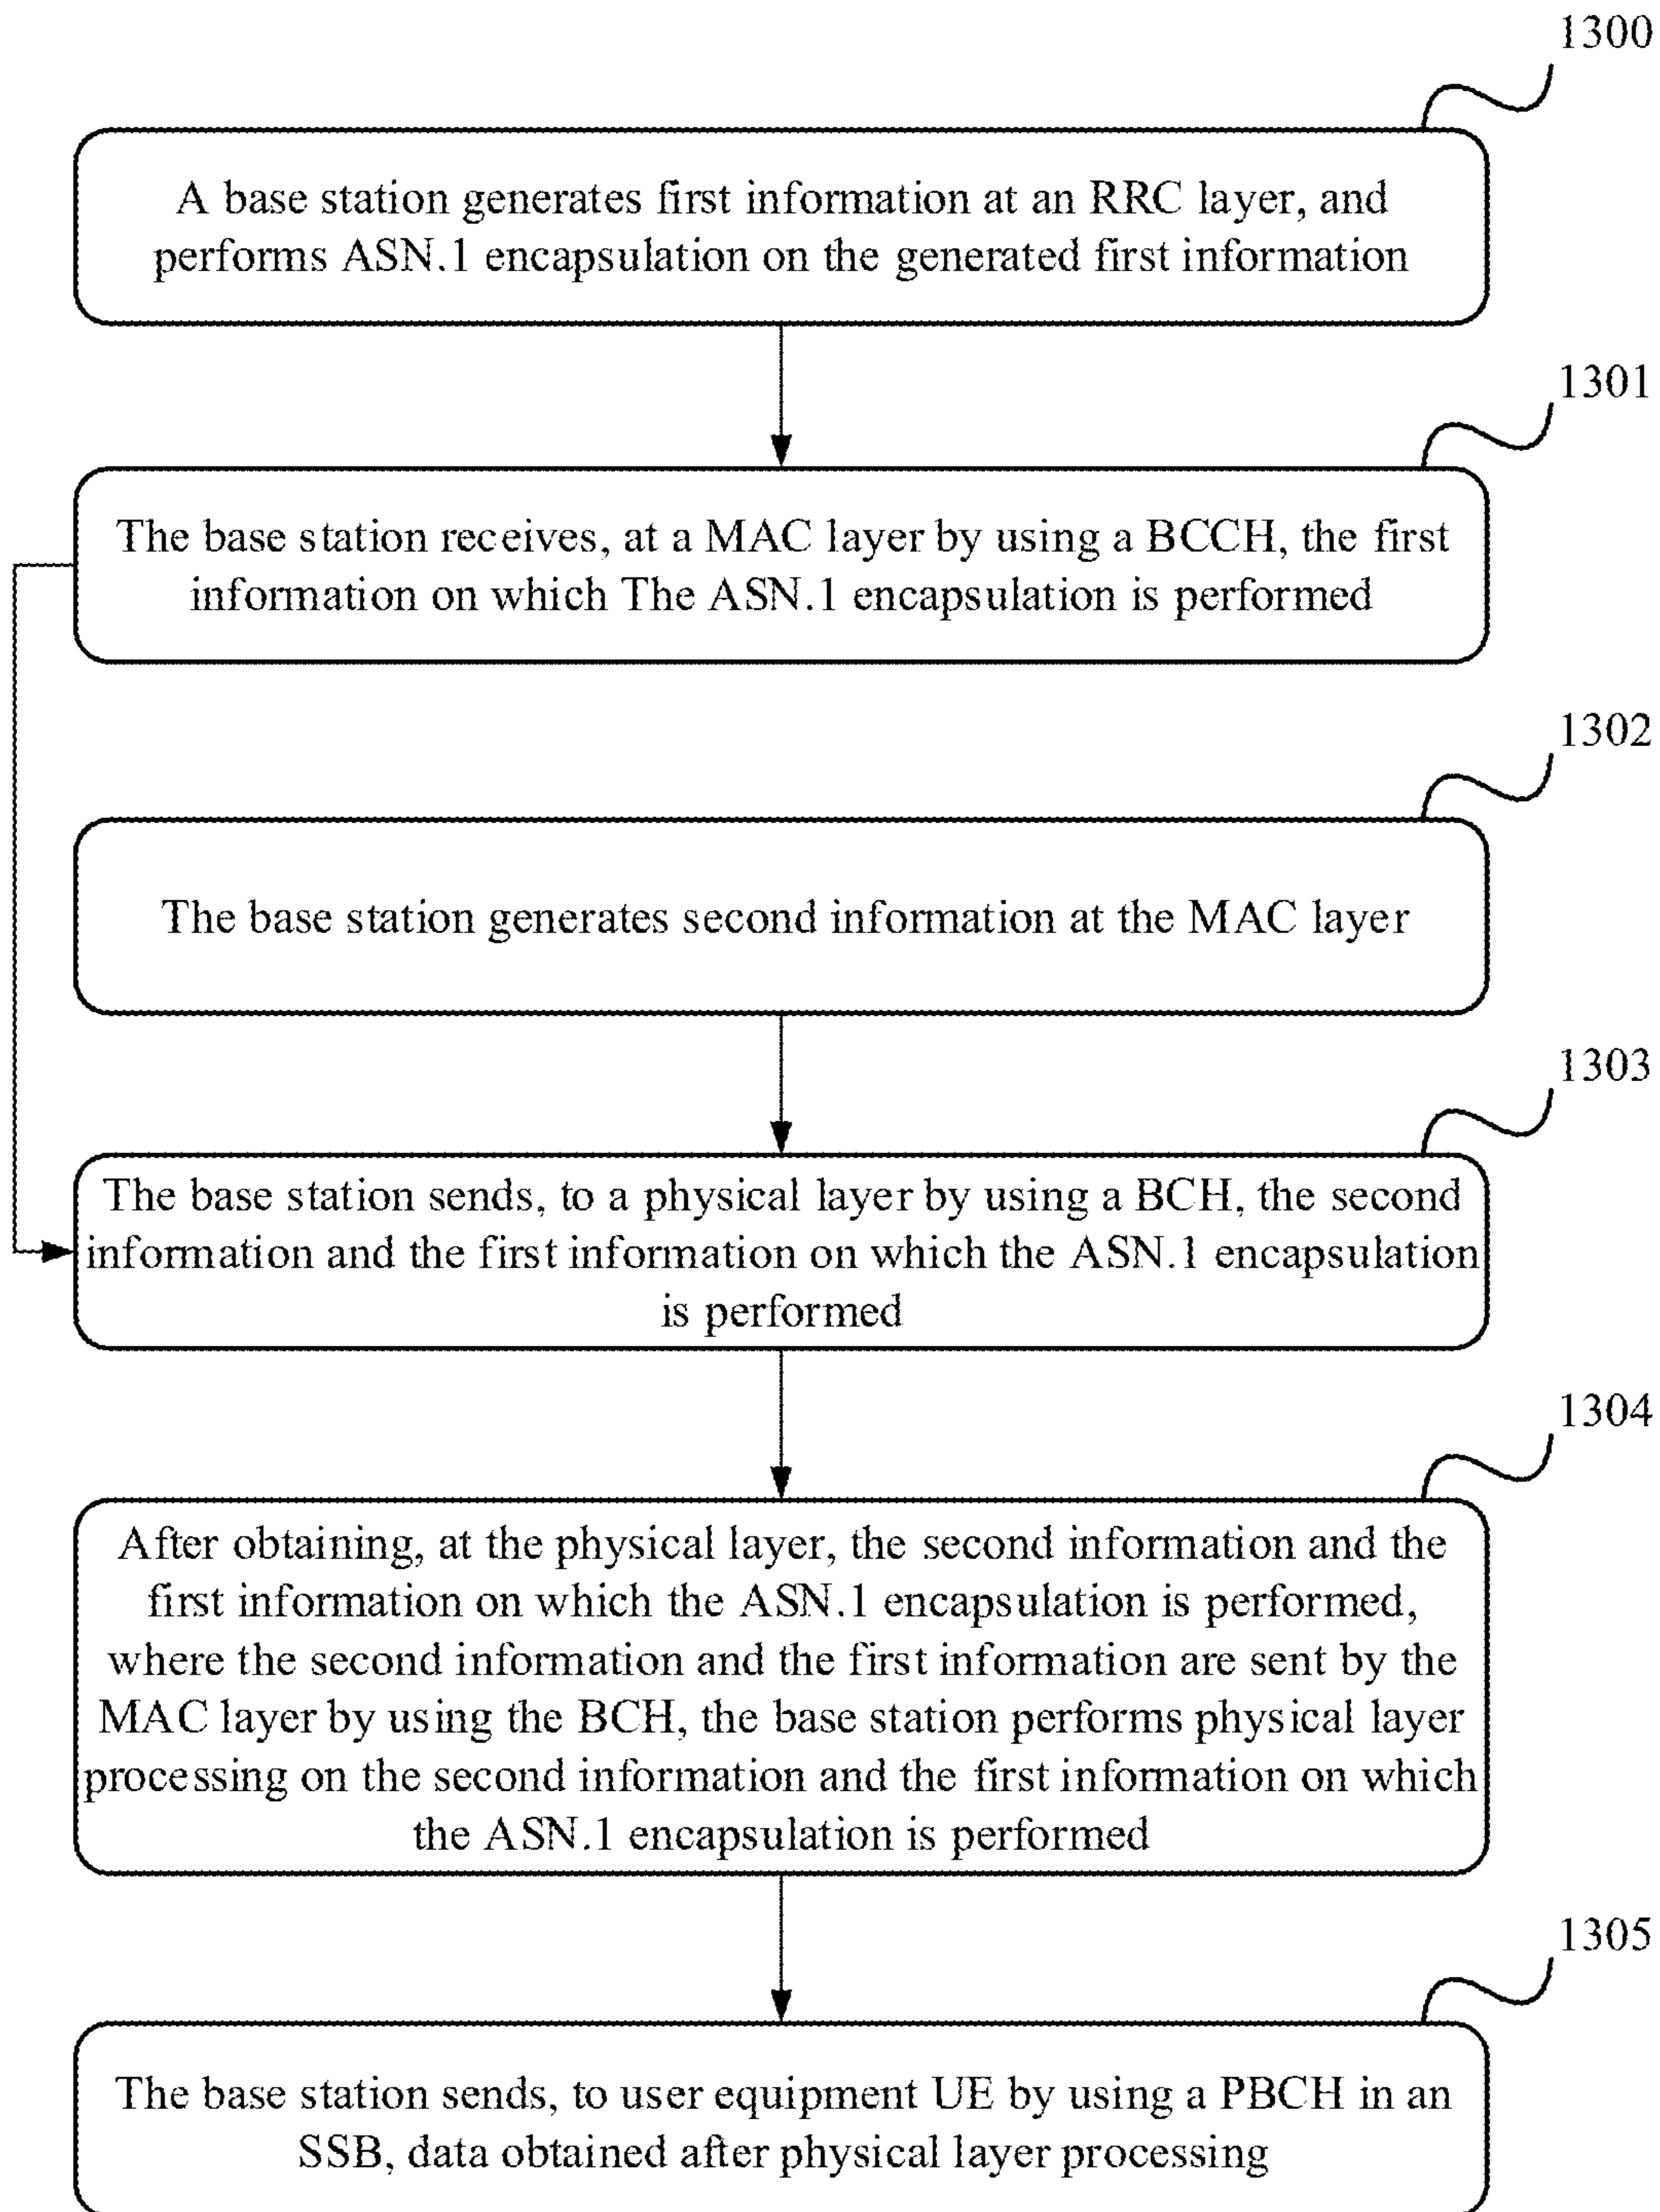 1300
A base station generates first information at an RRC layer, and
performs ASN.1 encapsulation on the generated first information
1301
The base station receives, at a MAC layer by using a BCCH, the first
information on which The ASN.1 encapsulation is performed
1302
The base station generates second information at the MAC layer
1303
The base station sends, to a physical layer by using a BCH, the second
information and the first information on which the ASN.1 encapsulation
is performed
1304
After obtaining, at the physical layer, the second information and the
first information on which the ASN.1 encapsulation is performed,
where the second information and the first information are sent by the
MAC layer by using the BCH, the base station performs physical layer
processing on the second information and the first information on which
the ASN.1 encapsulation is performed
1305
The base station sends, to user equipment UE by using a PBCH in an
SSB, data obtained after physical layer processing